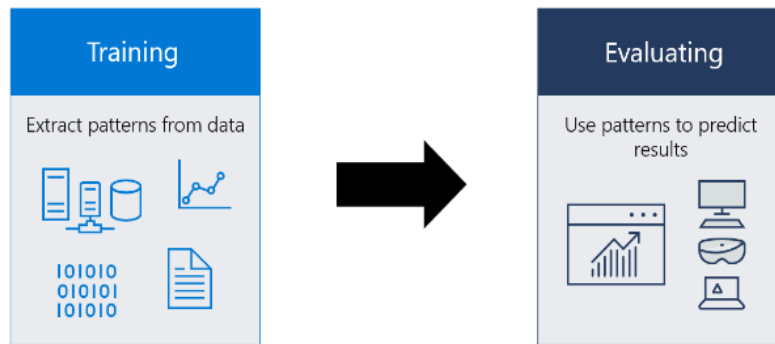 Training
Extract patterns from data
101010
010101
101010
Evaluating
Use patterns to predict
results